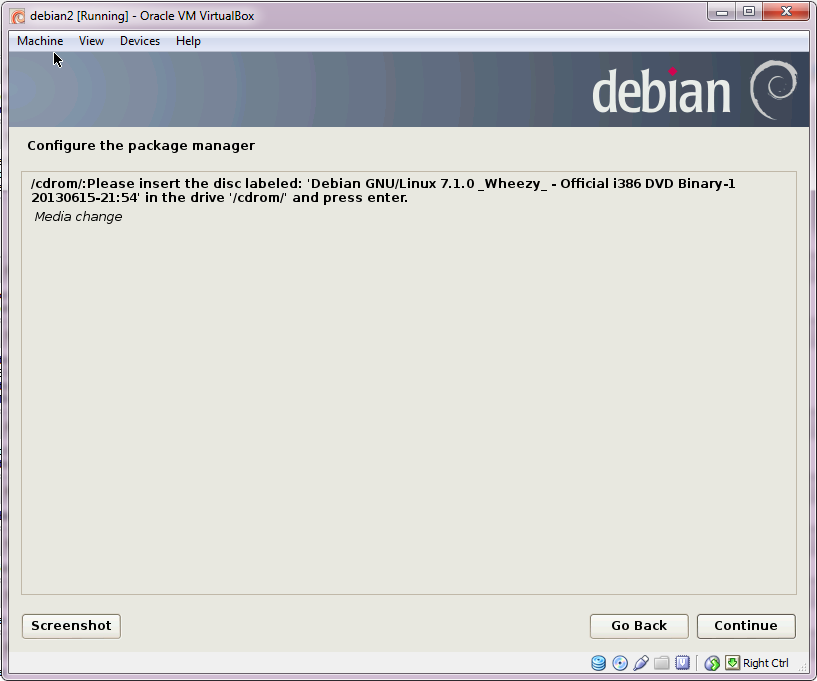 debian2 [Running] - Oracle VM VirtualBox
Machine View Devices Help
debian
Configure the package manager
/cdrom/:Please insert the disc labeled: 'Debian GNU/Linux 7.1.0 _Wheezy_ - Official i386 DVD Binary-1
20130615-21:54' in the drive '/cdrom/' and press enter.
Media change
Screenshot Go Back Continue
Right Ctrl